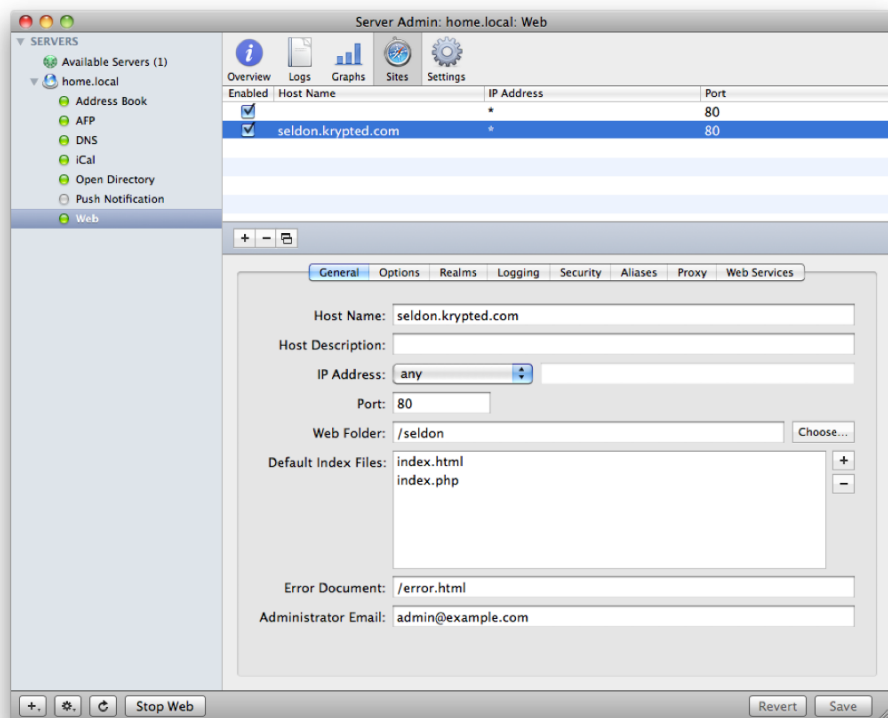 Server Admin: home.local: Web
SERVERS
Available Servers (1)
home.local
Address Book
AFP
DNS
iCal
Open Directory
Push Notification
Web
Overview Logs Graphs Sites Settings
Enabled Host Name IP Address Port
* 80
seldon.krypted.com * 80
General Options Realms Logging Security Aliases Proxy Web Services
Host Name: seldon.krypted.com
Host Description:
IP Address: any
Port: 80
Web Folder: /seldon Choose...
Default Index Files: index.html
index.php
Error Document: /error.html
Administrator Email: admin@example.com
Stop Web Revert Save